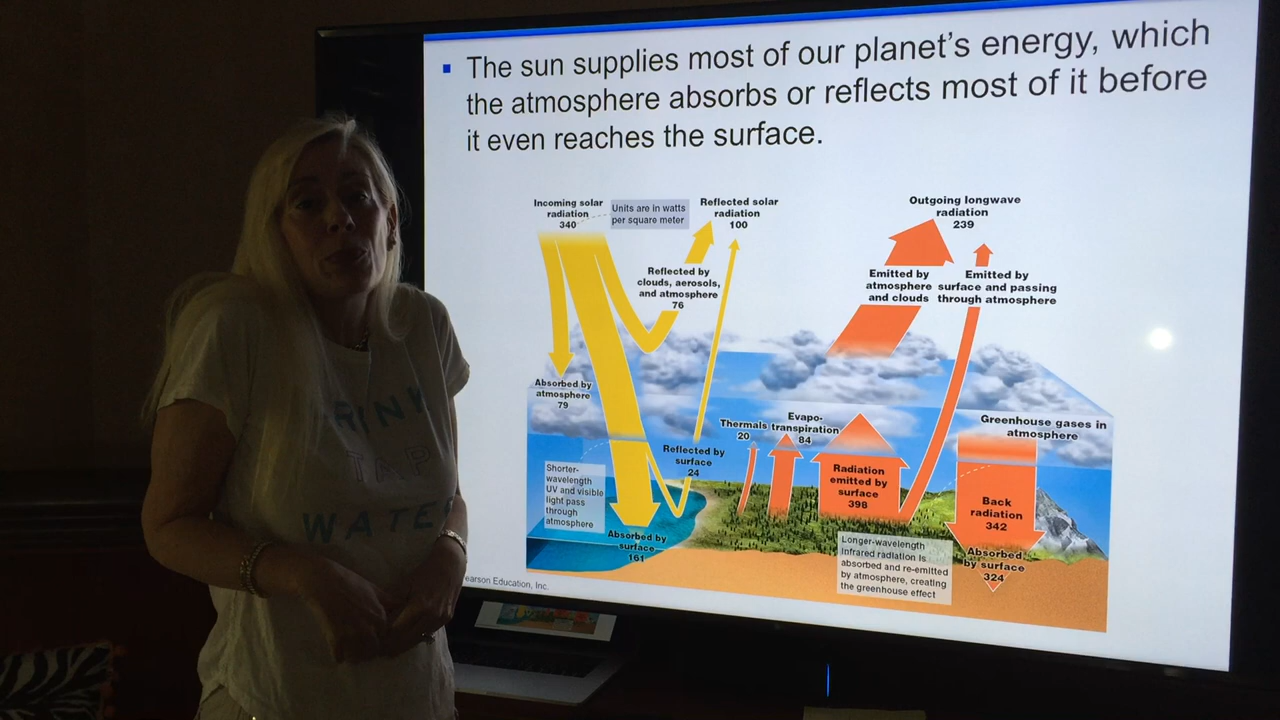 ▪ The sun supplies most of our planet's energy, which
the atmosphere absorbs or reflects most of it before
it even reaches the surface.
Incoming solar
radiation
340
Units are in watts
per square meter
Reflected solar
radiation
100
Outgoing longwave
radiation
239
Reflected by
clouds, aerosols,
and atmosphere
76
Emitted by
atmosphere
and clouds
Emitted by
surface and passing
through atmosphere
Absorbed by
atmosphere
79
Thermals
20
Evapo-
transpiration
84
Greenhouse gases in
atmosphere
Reflected by
surface
24
Shorter-
wavelength
UV and visible
light pass
through
atmosphere
Radiation
emitted by
surface
398
Back
radiation
342
Absorbed by
surface
161
Longer-wavelength
infrared radiation is
absorbed and re-emitted
by atmosphere, creating
the greenhouse effect
Absorbed
by surface
324
earson Education, Inc.
TAP
WATE